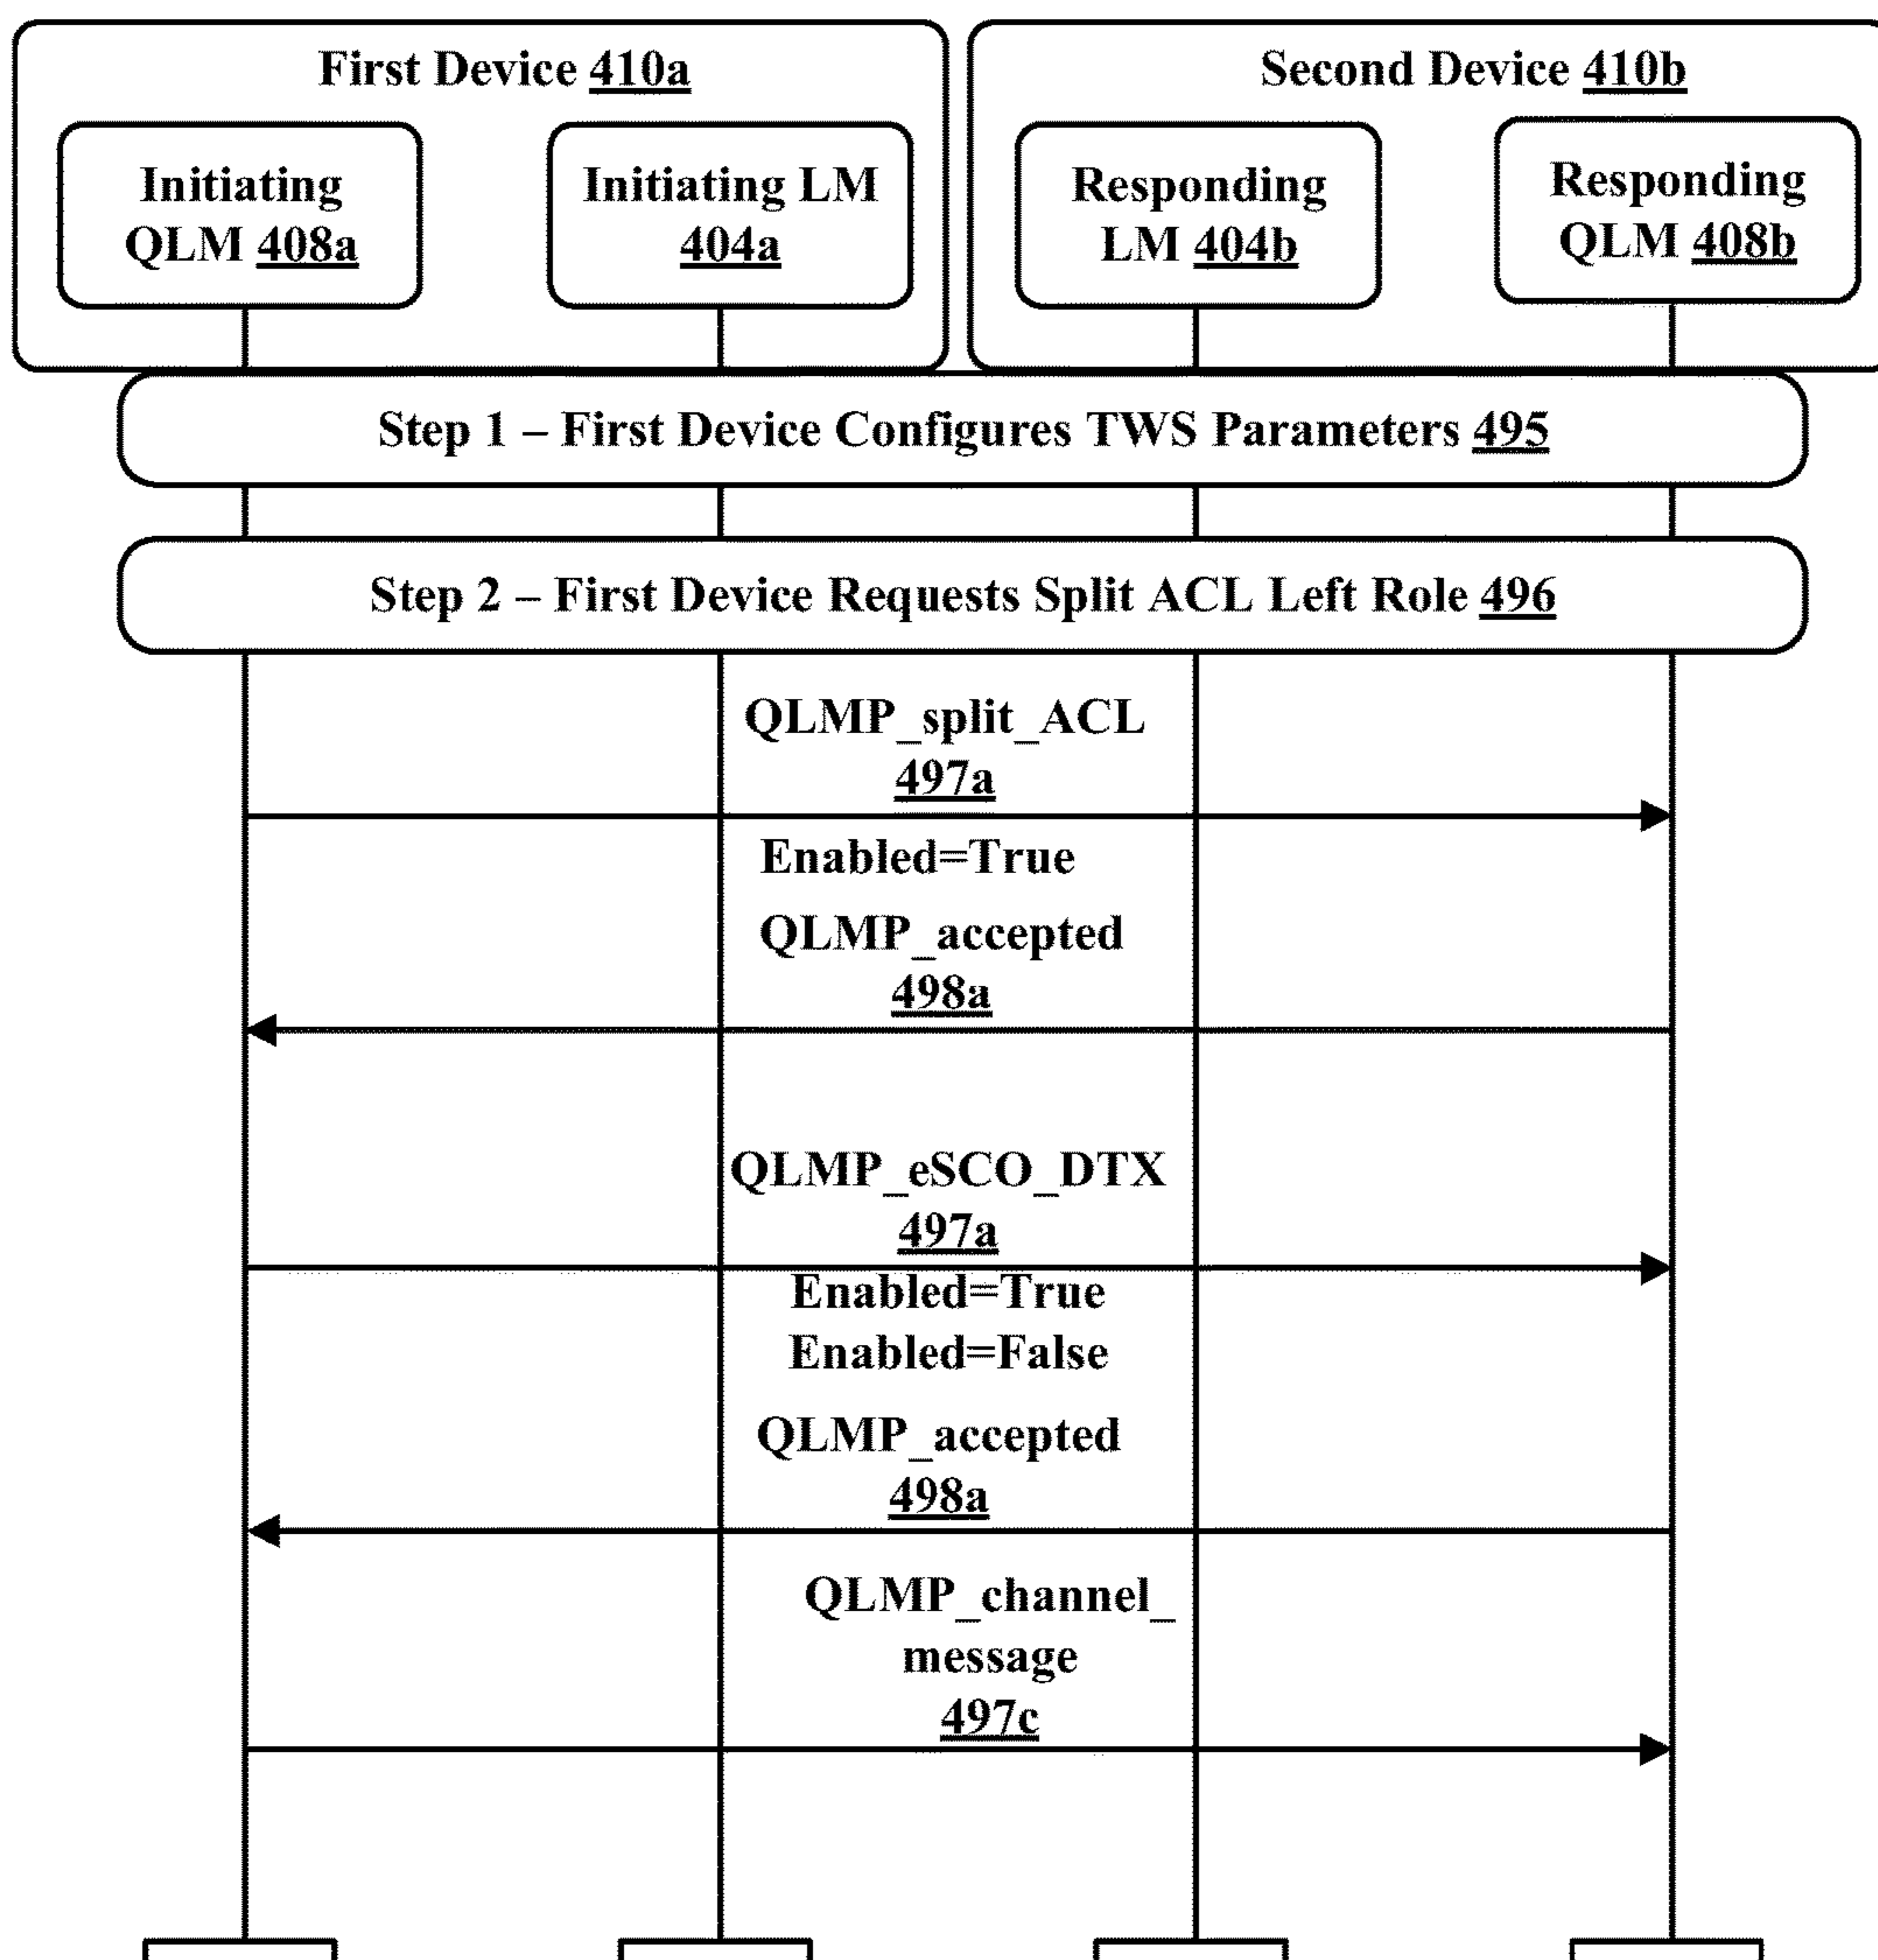 First Device 410a
Second Device 410b
Initiating
QLM 408a
Initiating LM
404a
Responding
LM 404b
Responding
QLM 408b
Step 1 – First Device Configures TWS Parameters 495
Step 2 – First Device Requests Split ACL Left Role 496
QLMP_split_ACL
497a
Enabled=True
QLMP_accepted
498a
QLMP_eSCO_DTX
497a
Enabled=True
Enabled=False
QLMP_accepted
498a
QLMP_channel_
message
497c